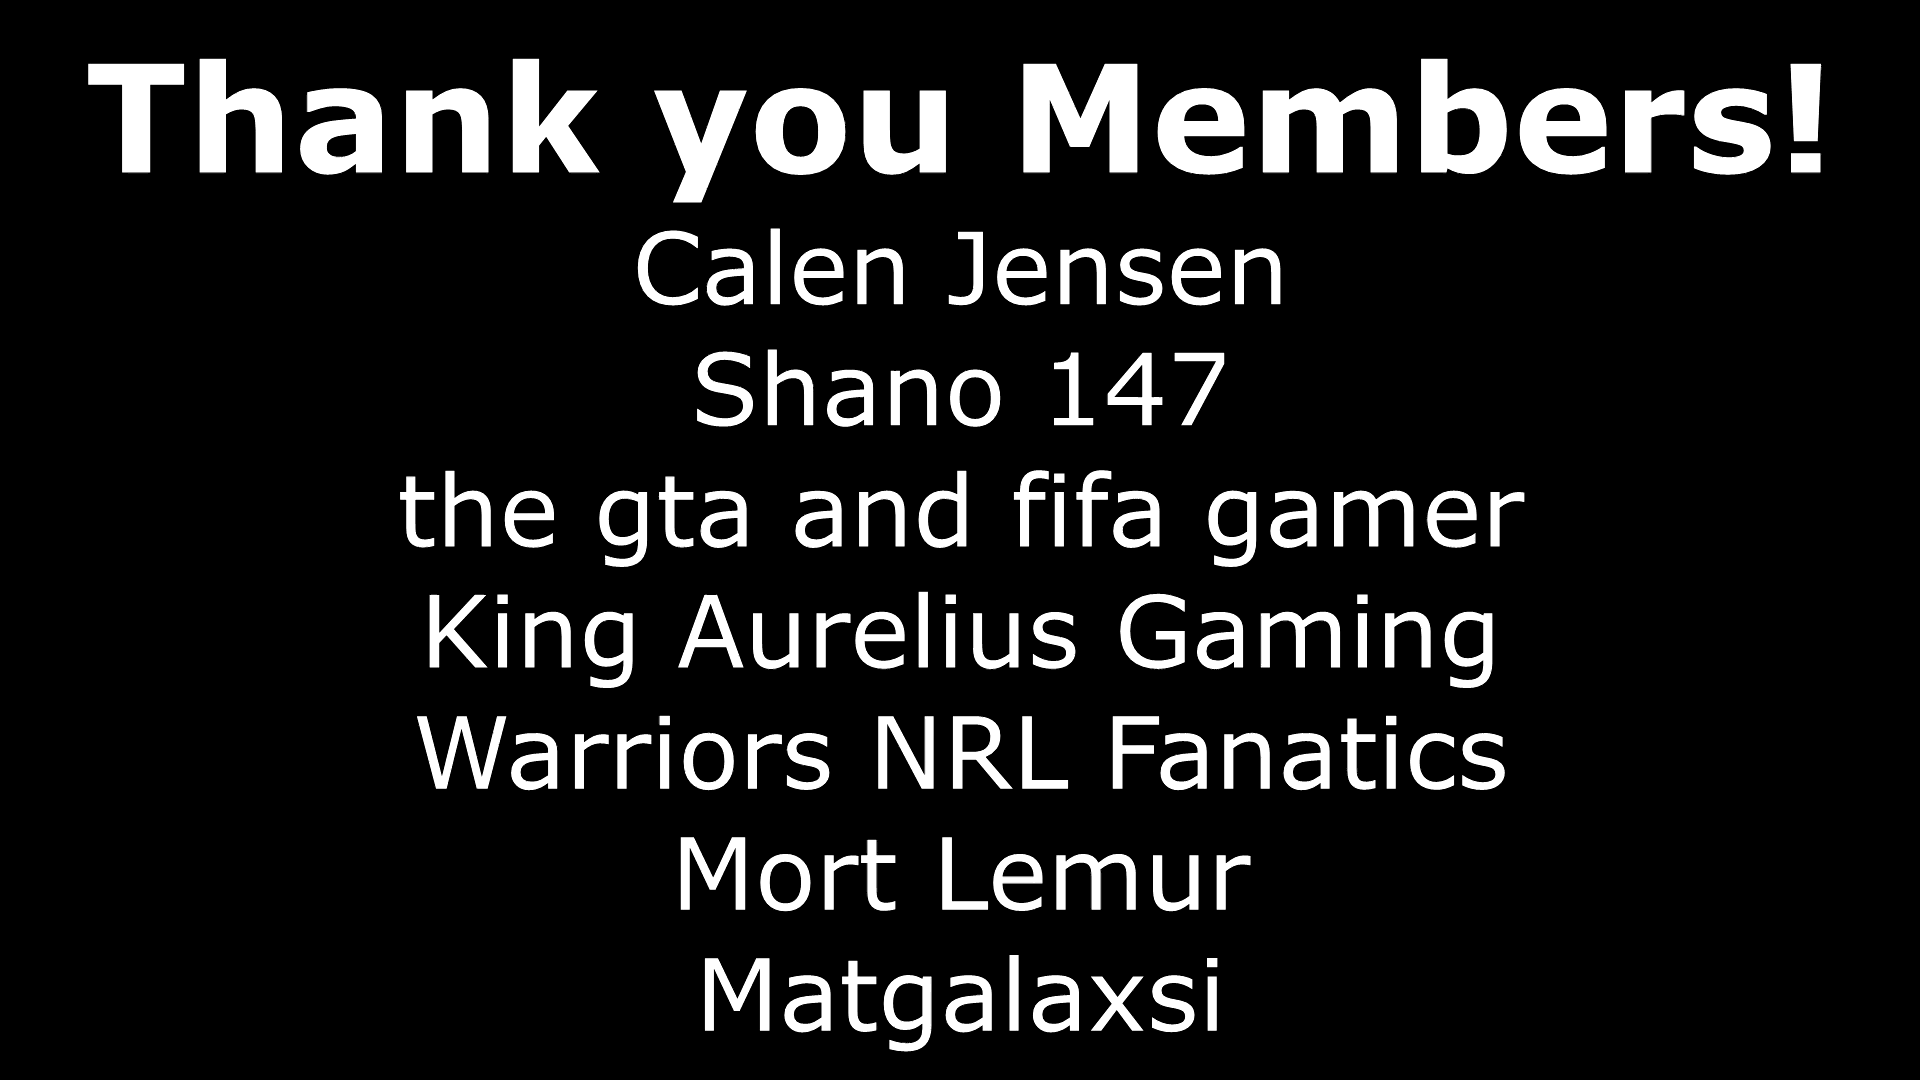 Thank you Members!
Calen Jensen
Shano 147
the gta and fifa gamer
King Aurelius Gaming
Warriors NRL Fanatics
Mort Lemur
Matgalaxsi